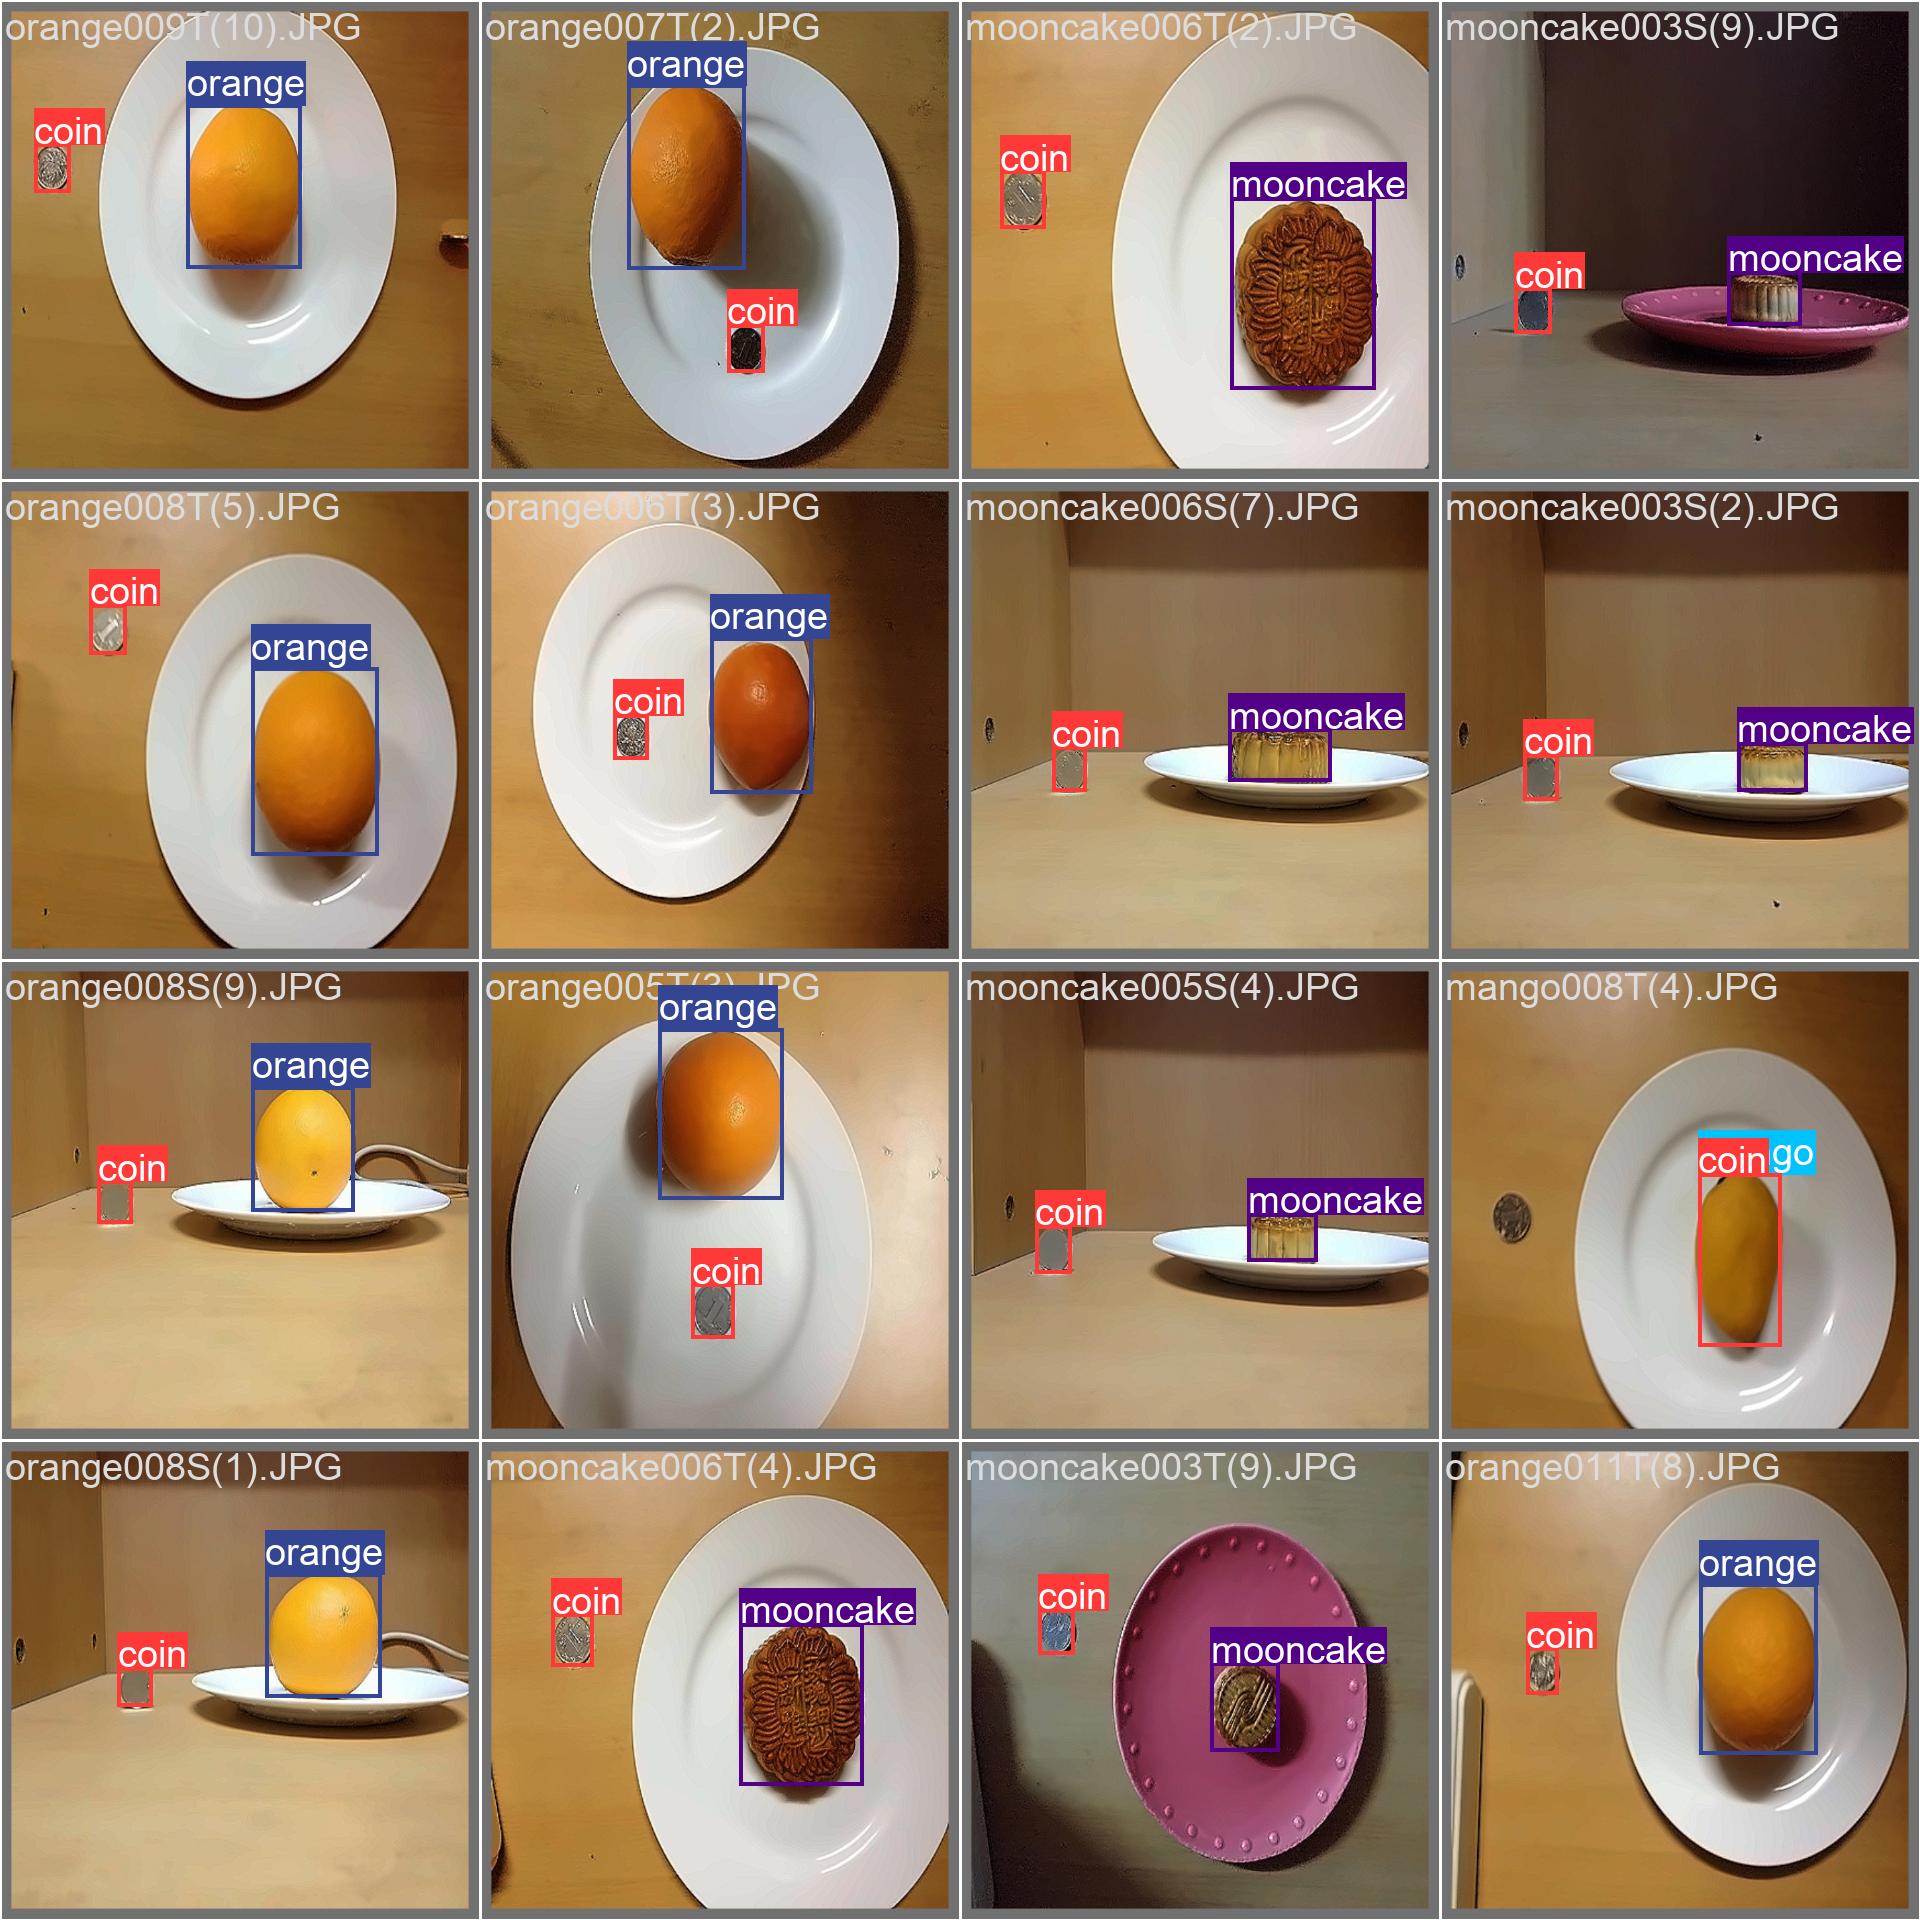 orange009T(10).JPG
orange
coin
orange007T(2).JPG
orange
coin
mooncake006T(2).JPG
coin
mooncake
mooncake003S(9).JPG
mooncake
coin
orange008T(5).JPG
coin
orange
orange006T(3).JPG
orange
coin
mooncake006S(7).JPG
mooncake
coin
mooncake003S(2).JPG
mooncake
coin
orange008S(9).JPG
orange
coin
orange005T(3).JPG
orange
coin
mooncake005S(4).JPG
mooncake
coin
mango008T(4).JPG
coin go
orange008S(1).JPG
orange
coin
mooncake006T(4).JPG
coin
mooncake
mooncake003T(9).JPG
coin
mooncake
orange011T(8).JPG
orange
coin